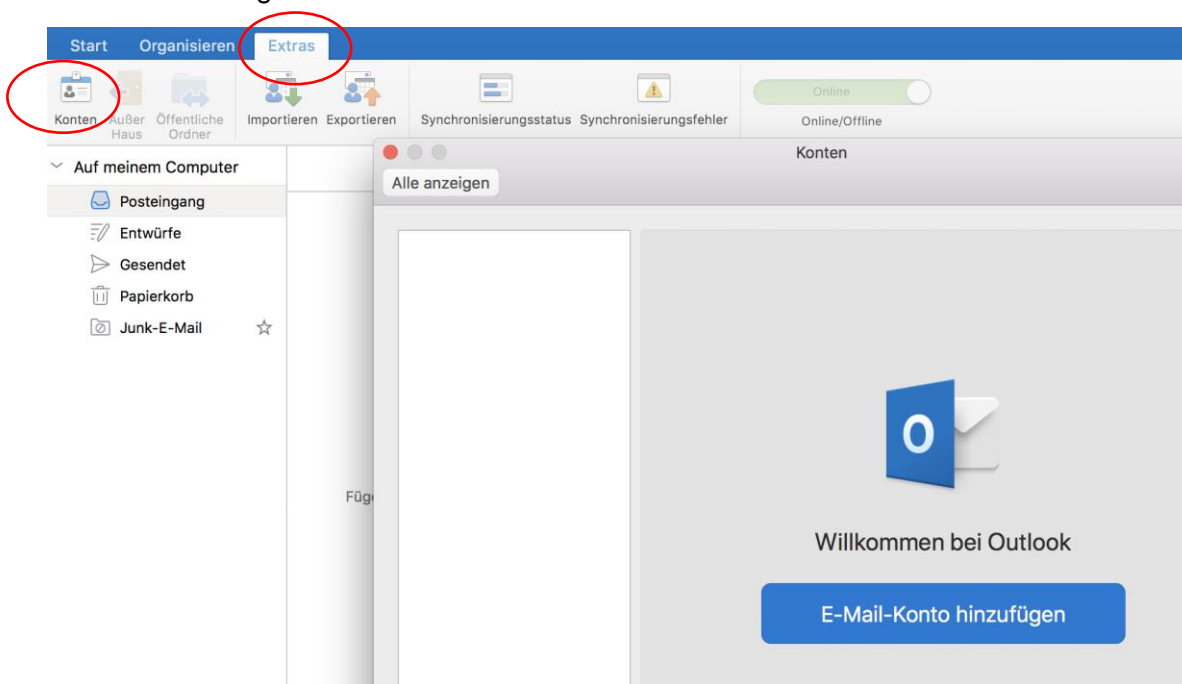 Start Organisieren Extras
Konten Außer Haus Öffentliche Ordner Importieren Exportieren Synchronisierungsstatus Synchronisierungsfehler Online
Online/Offline
Auf meinem Computer
Posteingang
Entwürfe
Gesendet
Papierkorb
Junk-E-Mail
Konten
Alle anzeigen
O
Willkommen bei Outlook
E-Mail-Konto hinzufügen